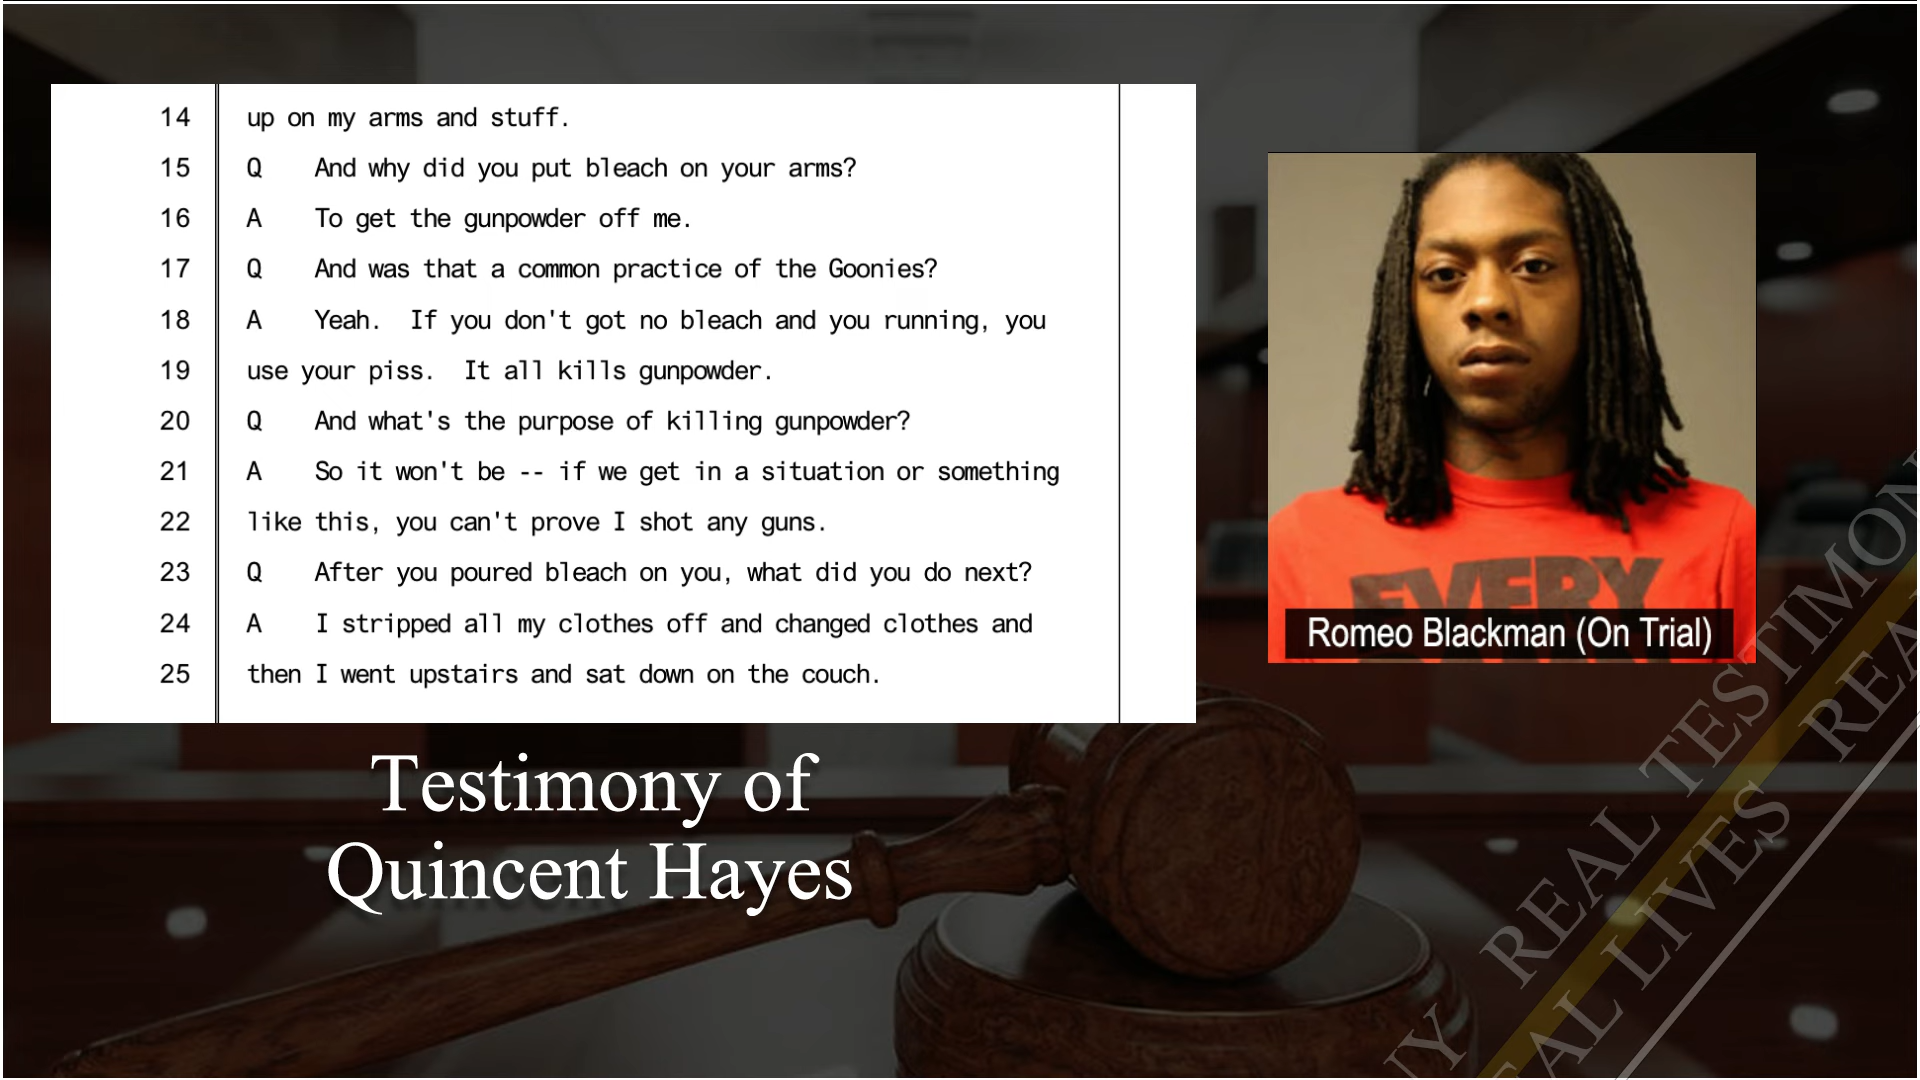 14 up on my arms and stuff.
15 Q And why did you put bleach on your arms?
16 A To get the gunpowder off me.
17 Q And was that a common practice of the Goonies?
18 A Yeah. If you don't got no bleach and you running, you
19 use your piss. It all kills gunpowder.
20 Q And what's the purpose of killing gunpowder?
21 A So it won't be -- if we get in a situation or something
22 like this, you can't prove I shot any guns.
23 Q After you poured bleach on you, what did you do next?
24 A I stripped all my clothes off and changed clothes and
25 then I went upstairs and sat down on the couch.
EVERY
Romeo Blackman (On Trial)
Testimony of
Quincent Hayes
REAL TESTIMON
REAL LIVES REA